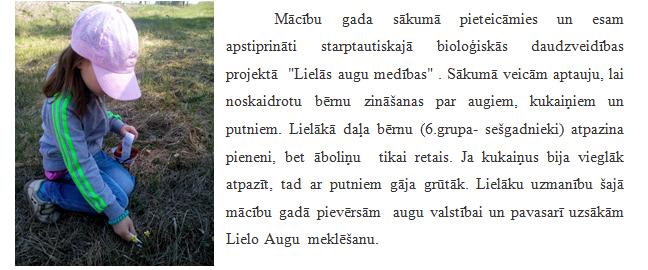 Mācību gada sākumā pieteicāmies un esam
apstiprināti starptautiskajā bioloģiskās daudzveidības
projektā "Lielās augu medības" . Sākumā veicām aptauju, lai
noskaidrotu bērnu zināšanas par augiem, kukaiņiem un
putniem. Lielākā daļa bērnu (6.grupa- sešgadnieki) atpazina
pieneni, bet āboliņu tikai retais. Ja kukaiņus bija vieglāk
atpazīt, tad ar putniem gāja grūtāk. Lielāku uzmanību šajā
mācību gadā pievērsām augu valstībai un pavasarī uzsākām
Lielo Augu meklēšanu.